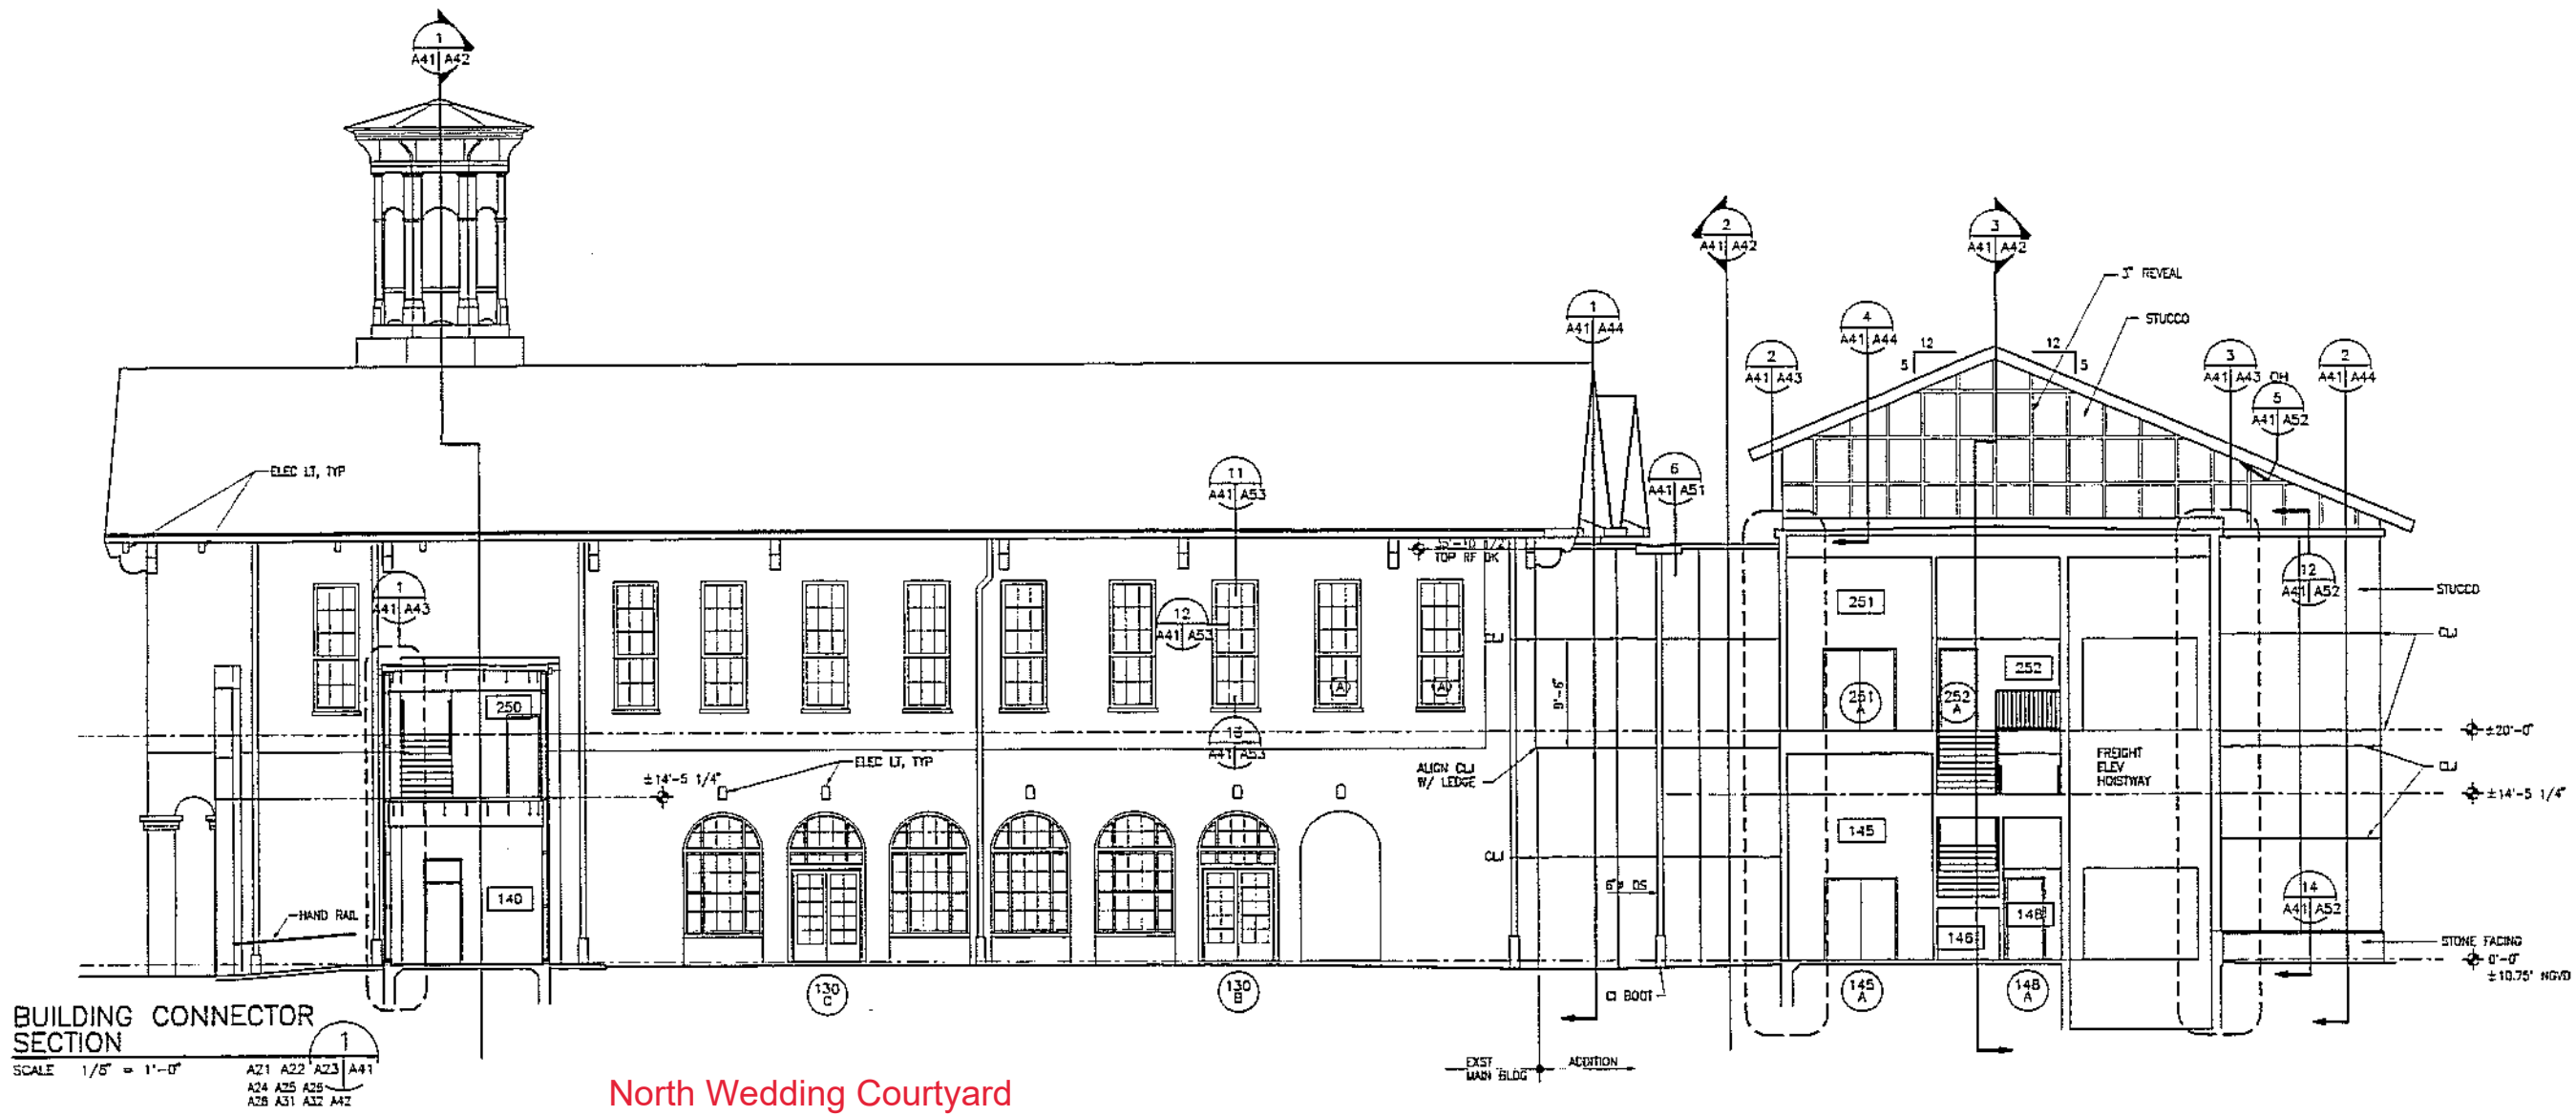 1
A41 A42
1
A41 A44
2
A41 A42
3
A41 A42
3" REVEAL
STUCCO
2
A41 A43
4
A41 A44
12
5
12
5
3
A41 A43
OH
5
A41 A52
2
A41 A44
ELEC LT, TYP
11
A41 A53
6
A41 A51
TOP RF DK
1
A41 A43
12
A41 A53
A
A
CLJ
251
252
12
A41 A52
STUCCO
CLJ
250
9'-6"
251
A
252
A
13
A41 A53
±20'-0"
ELEC LT, TYP
±14'-5 1/4"
ALIGN CLJ
W/ LEDGE
FREIGHT
ELEV
HOISTWAY
CLJ
±14'-5 1/4"
145
CLJ
140
6"ø DS
14
A41 A52
HAND RAIL
148
146
STONE FACING
0'-0"
±10.75' NGVD
130
C
130
B
CI BOOT
145
A
148
A
BUILDING CONNECTOR
SECTION
1
SCALE 1/8" = 1'-0"
A21 A22 A23 A41
A24 A25 A26
A28 A31 A32 A42
EXST
MAIN BLDG
ADDITION
North Wedding Courtyard